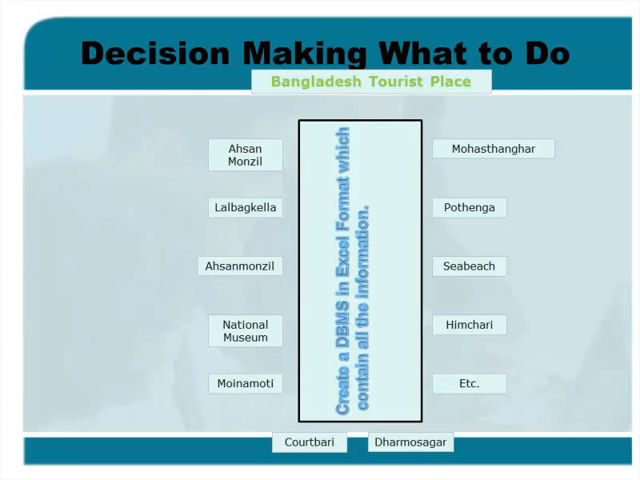 Decision Making What to Do
Bangladesh Tourist Place
Ahsan
Monzil
Lalbagkella
Ahsanmonzil
National
Museum
Moinamoti
Create a DBMS in Excel Format which
contain all the information.
Mohasthanghar
Pothenga
Seabeach
Himchari
Etc.
Courtbari
Dharmosagar